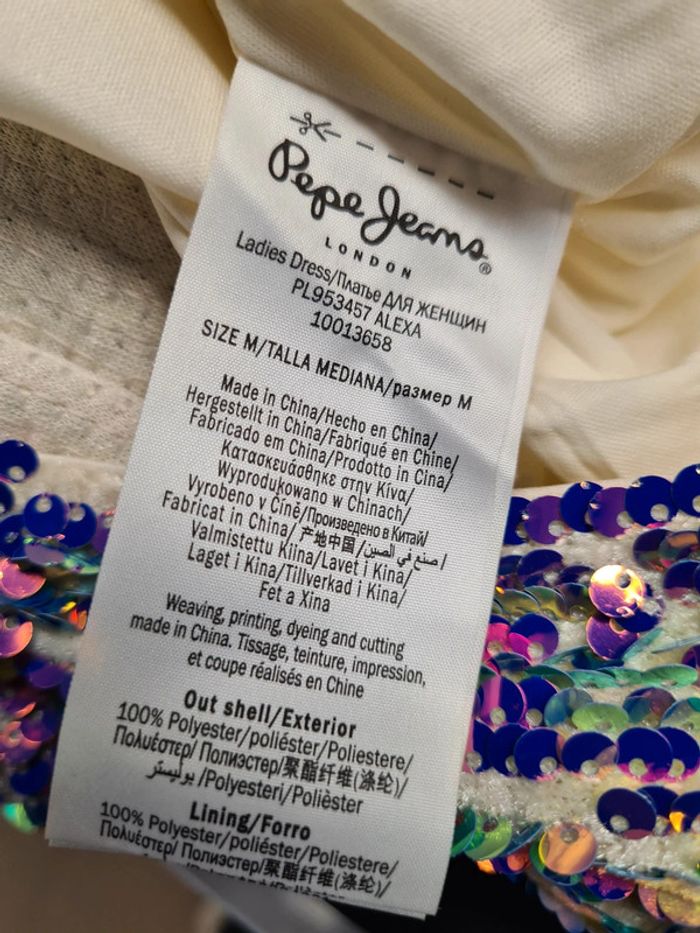 Pepe Jeans®
LONDON
Ladies Dress/Платье ДЛЯ ЖЕНЩИН
PL953457 ALEXA
10013658
SIZE M/TALLA MEDIANA/размер M
Made in China/Hecho en China/
Hergestellt in China/Fabriqué en Chine/
Fabricado em China/Prodotto in Cina/
Κατασκευάσθηκε στην Κίνα/
Wyprodukowano w Chinach/
Vyrobeno v Číně/Произведено в Китай/
Fabricat in China/产地中国/صنع في الصين/
Valmistettu Kiina/Lavet i Kina/
Laget i Kina/Tillverkad i Kina/
Fet a Xina
Weaving, printing, dyeing and cutting
made in China. Tissage, teinture, impression,
et coupe réalisés en Chine
Out shell/Exterior
100% Polyester/poliéster/Poliestere/
Πολυέστερ/Полиэстер/聚酯纤维(涤纶)/
بوليستر/Polyesteri/Polièster
Lining/Forro
100% Polyester/poliéster/Poliestere/
Πολυέστερ/Полиэстер/聚酯纤维(涤纶)/